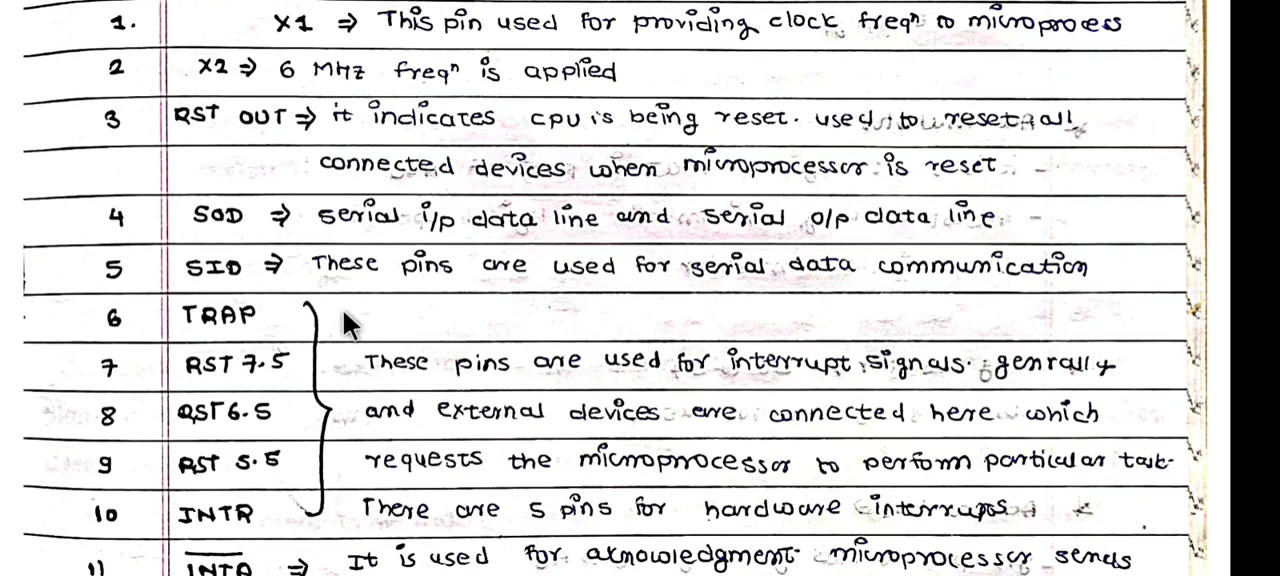 1. X1 ⇒ This pin used for providing clock freqⁿ to microprocess
2 X2 ⇒ 6 MHz freqⁿ is applied
3 RST OUT ⇒ it indicates cpu is being reset. used to reset all
connected devices when microprocessor is reset
4 SOD ⇒ serial i/p data line and serial o/p data line
5 SID ⇒ These pins are used for serial data communication
6 TRAP
7 RST 7.5 These pins are used for interrupt signals. genrally
8 RST 6.5 and external devices are connected here which
9 RST 5.5 requests the microprocessor to perform particular task.
10 INTR There are 5 pins for hardware interrupts
11 INTA ⇒ It is used for acknowledgment. microprocessor sends